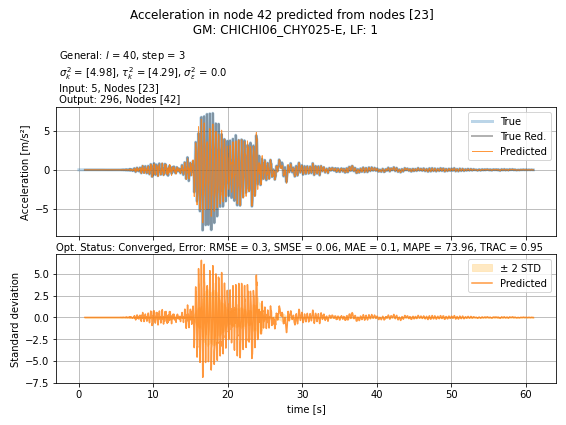 Acceleration in node 42 predicted from nodes [23]
GM: CHICHI06_CHY025-E, LF: 1
General: l = 40, step = 3
σ²ₖ = [4.98], τ²ₖ = [4.29], σ²ε = 0.0
Input: 5, Nodes [23]
Output: 296, Nodes [42]
True
True Red.
Predicted
Acceleration [m/s²]
5
0
−5
Opt. Status: Converged, Error: RMSE = 0.3, SMSE = 0.06, MAE = 0.1, MAPE = 73.96, TRAC = 0.95
± 2 STD
Predicted
Standard deviation
5.0
2.5
0.0
−2.5
−5.0
−7.5
0 10 20 30 40 50 60
time [s]